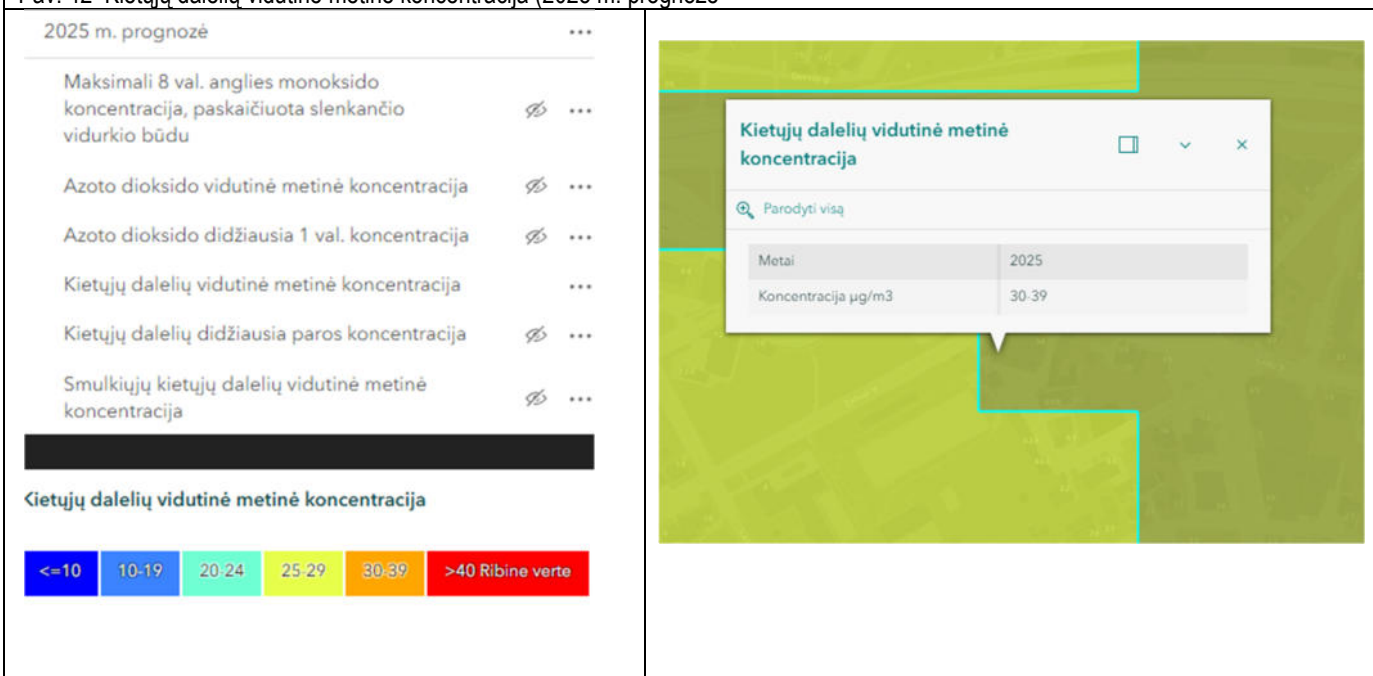 2025 m. prognozė
Maksimali 8 val. anglies monoksido
koncentracija, paskaičiuota slenkančio
vidurkio būdu
Azoto dioksido vidutinė metinė koncentracija
Azoto dioksido didžiausia 1 val. koncentracija
Kietųjų dalelių vidutinė metinė koncentracija
Kietųjų dalelių didžiausia paros koncentracija
Smulkiųjų kietųjų dalelių vidutinė metinė
koncentracija
Kietųjų dalelių vidutinė metinė koncentracija
<=10 10-19 20-24 25-29 30-39 >40 Ribine verte
Kietųjų dalelių vidutinė metinė
koncentracija
Parodyti visą
Metai 2025
Koncentracija µg/m3 30-39